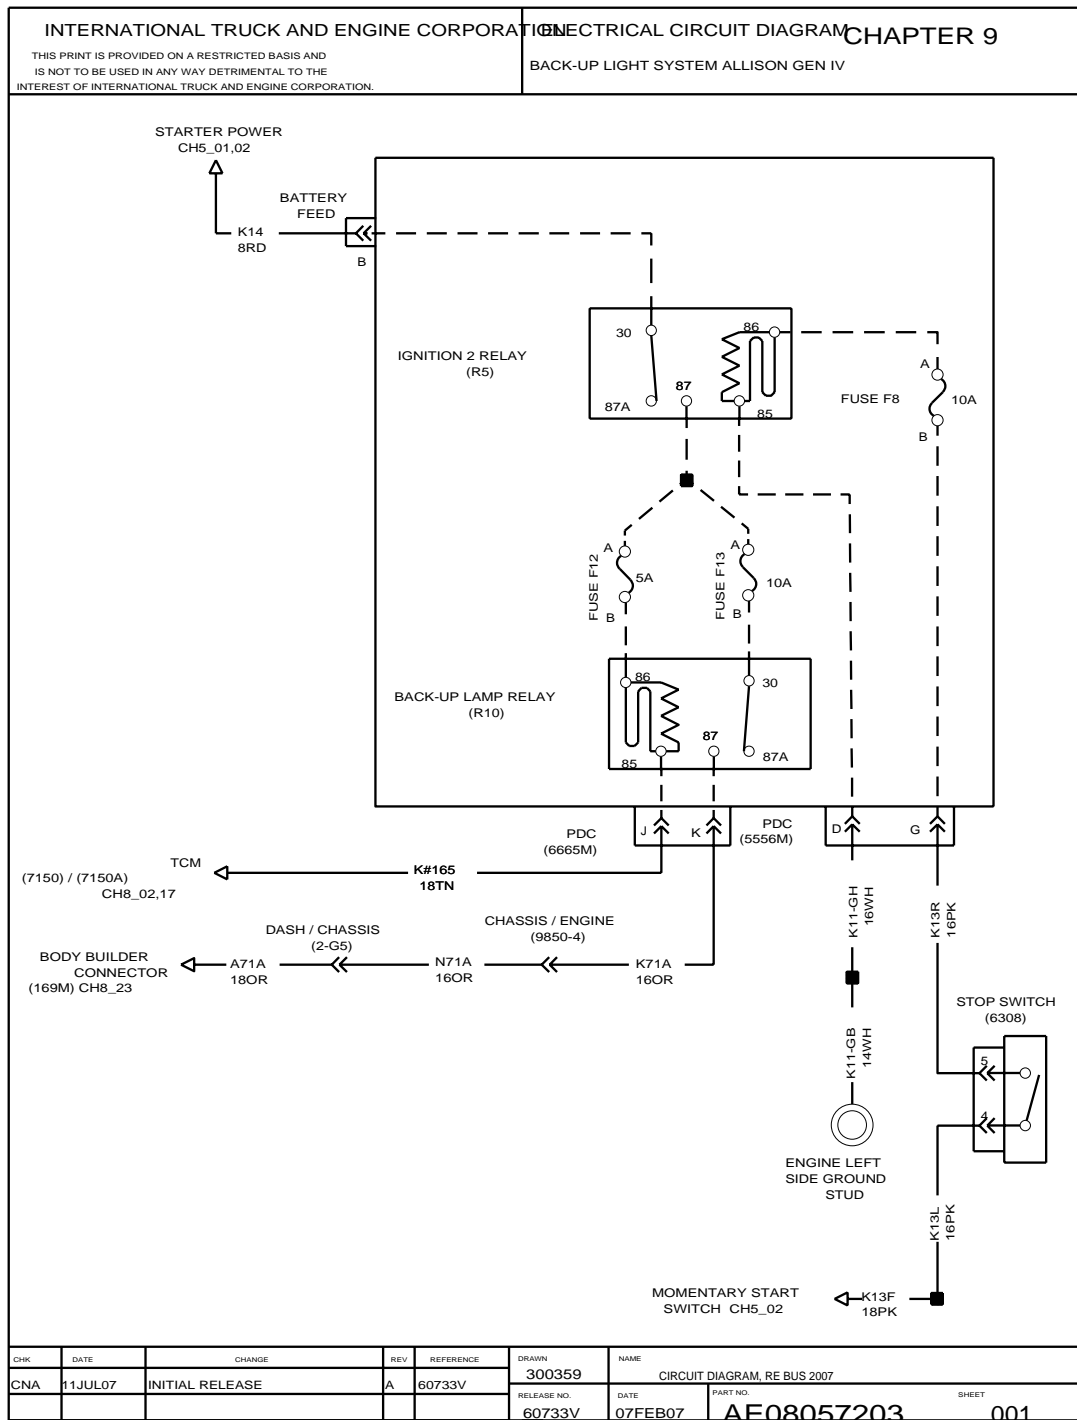 INTERNATIONAL TRUCK AND ENGINE CORPORATION
THIS PRINT IS PROVIDED ON A RESTRICTED BASIS AND
IS NOT TO BE USED IN ANY WAY DETRIMENTAL TO THE
INTEREST OF INTERNATIONAL TRUCK AND ENGINE CORPORATION.
ELECTRICAL CIRCUIT DIAGRAM
CHAPTER 9
BACK-UP LIGHT SYSTEM ALLISON GEN IV
STARTER POWER
CH5_01,02
BATTERY
FEED
K14
8RD
B
30
86
IGNITION 2 RELAY
(R5)
87
87A
85
A
FUSE F8
10A
B
FUSE F12
A
5A
B
FUSE F13
A
10A
B
86
30
BACK-UP LAMP RELAY
(R10)
87
85
87A
PDC
(6665M)
J
K
PDC
(5556M)
D
G
TCM
(7150) / (7150A)
CH8_02,17
K#165
18TN
BODY BUILDER
CONNECTOR
(169M) CH8_23
A71A
18OR
DASH / CHASSIS
(2-G5)
N71A
16OR
CHASSIS / ENGINE
(9850-4)
K71A
16OR
K11-GH
16WH
K13R
16PK
K11-GB
14WH
STOP SWITCH
(6308)
5
4
ENGINE LEFT
SIDE GROUND
STUD
K13L
16PK
MOMENTARY START
SWITCH CH5_02
K13F
18PK
CHK DATE CHANGE REV REFERENCE
CNA 11JUL07 INITIAL RELEASE A 60733V
DRAWN
300359
NAME
CIRCUIT DIAGRAM, RE BUS 2007
RELEASE NO.
60733V
DATE
07FEB07
PART NO.
AE08057203
SHEET
001